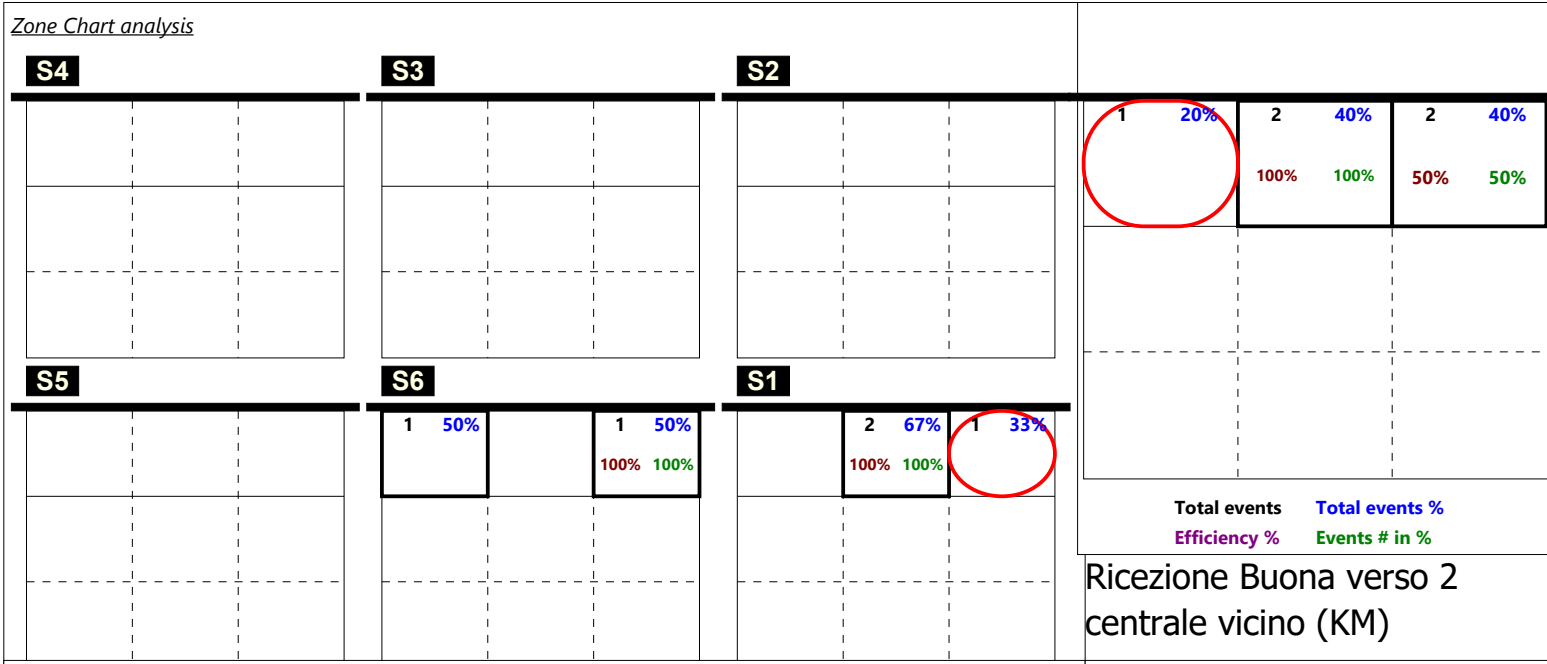 Zone Chart analysis
S4 S3 S2
1 20% 2 40% 2 40%
100% 100% 50% 50%
S5 S6 S1
1 50% 1 50% 2 67% 1 33%
100% 100% 100% 100%
Total events Total events %
Efficiency % Events # in %
Ricezione Buona verso 2
centrale vicino (KM)